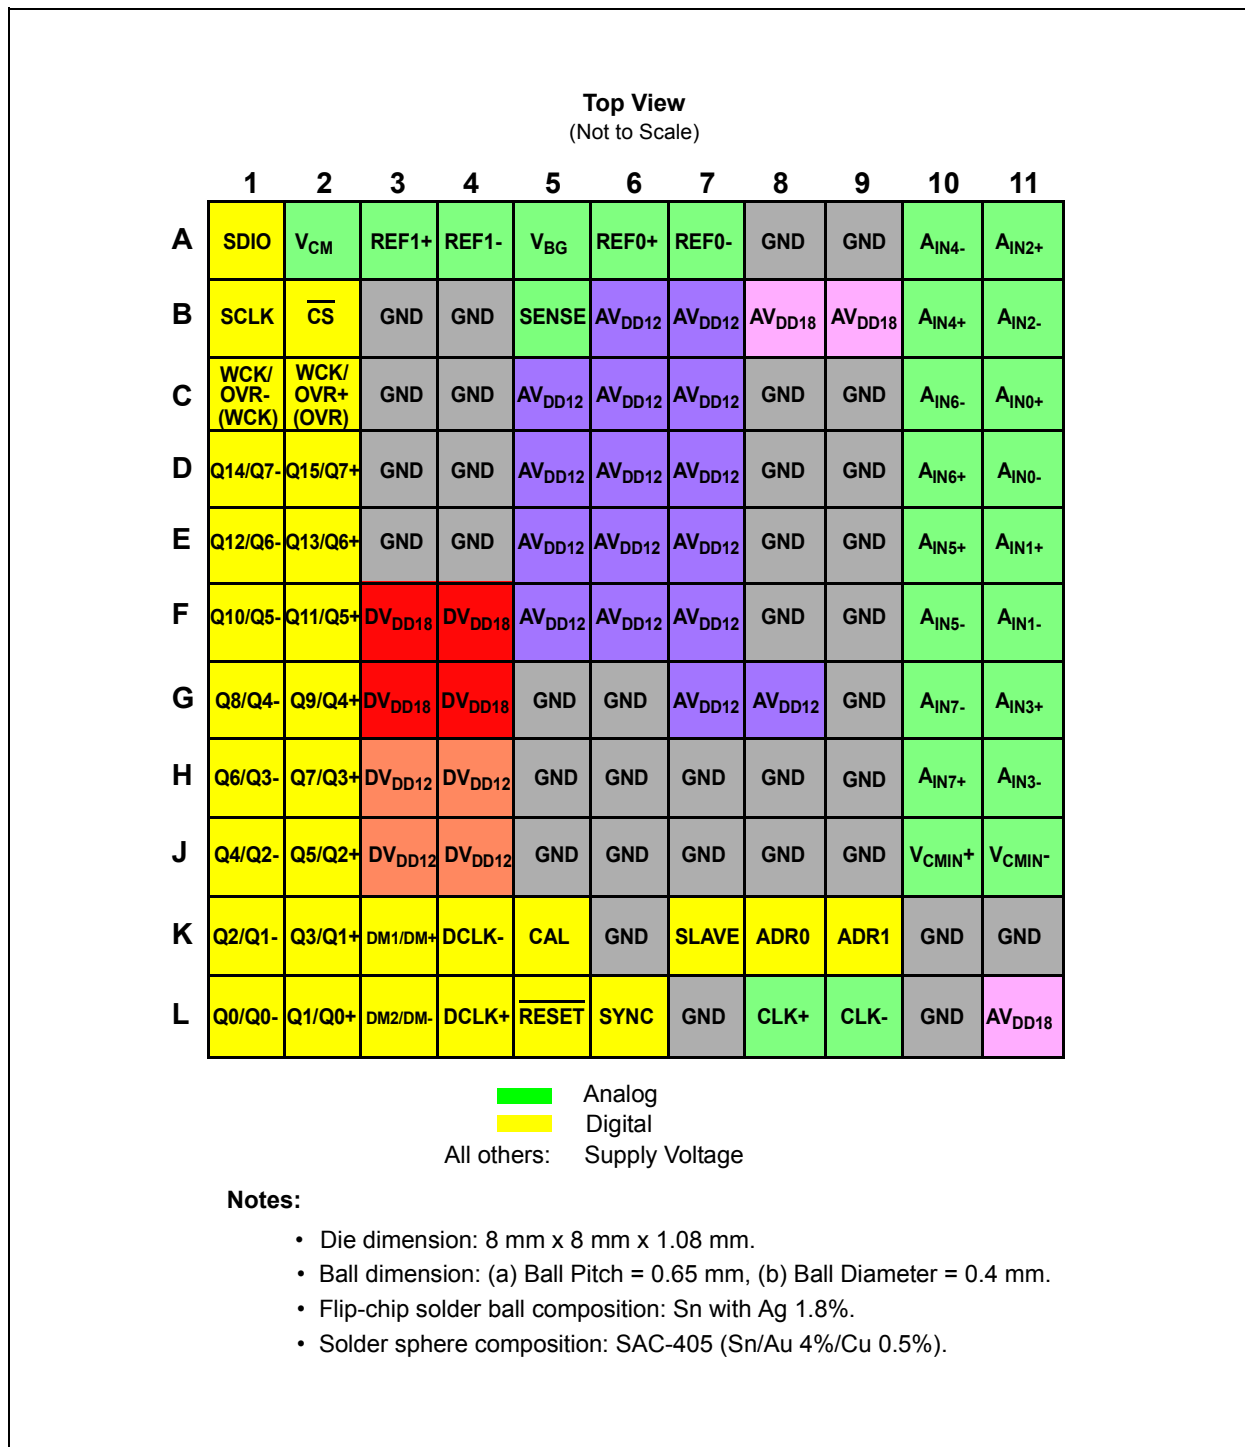 Top View
(Not to Scale)
1 2 3 4 5 6 7 8 9 10 11
A SDIO VCM REF1+ REF1- VBG REF0+ REF0- GND GND AIN4- AIN2+
B SCLK CS GND GND SENSE AVDD12 AVDD12 AVDD18 AVDD18 AIN4+ AIN2-
C WCK/OVR-(WCK) WCK/OVR+(OVR) GND GND AVDD12 AVDD12 AVDD12 GND GND AIN6- AIN0+
D Q14/Q7- Q15/Q7+ GND GND AVDD12 AVDD12 AVDD12 GND GND AIN6+ AIN0-
E Q12/Q6- Q13/Q6+ GND GND AVDD12 AVDD12 AVDD12 GND GND AIN5+ AIN1+
F Q10/Q5- Q11/Q5+ DVDD18 DVDD18 AVDD12 AVDD12 AVDD12 GND GND AIN5- AIN1-
G Q8/Q4- Q9/Q4+ DVDD18 DVDD18 GND GND AVDD12 AVDD12 GND AIN7- AIN3+
H Q6/Q3- Q7/Q3+ DVDD12 DVDD12 GND GND GND GND GND AIN7+ AIN3-
J Q4/Q2- Q5/Q2+ DVDD12 DVDD12 GND GND GND GND GND VCMIN+ VCMIN-
K Q2/Q1- Q3/Q1+ DM1/DM+ DCLK- CAL GND SLAVE ADR0 ADR1 GND GND
L Q0/Q0- Q1/Q0+ DM2/DM- DCLK+ RESET SYNC GND CLK+ CLK- GND AVDD18
Analog
Digital
All others: Supply Voltage
Notes:
• Die dimension: 8 mm x 8 mm x 1.08 mm.
• Ball dimension: (a) Ball Pitch = 0.65 mm, (b) Ball Diameter = 0.4 mm.
• Flip-chip solder ball composition: Sn with Ag 1.8%.
• Solder sphere composition: SAC-405 (Sn/Au 4%/Cu 0.5%).